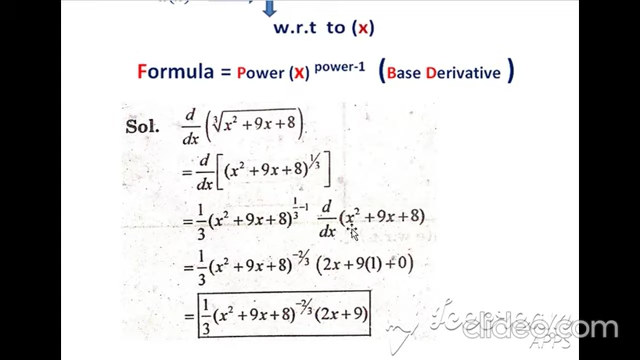 w.r.t to (x)
Formula = Power (x) power-1 (Base Derivative )
Sol. d/dx (∛(x² + 9x + 8))
= d/dx [(x² + 9x + 8)^(1/3)]
= 1/3 (x² + 9x + 8)^(1/3 − 1) d/dx (x² + 9x + 8)
= 1/3 (x² + 9x + 8)^(−2/3) (2x + 9(1) + 0)
= 1/3 (x² + 9x + 8)^(−2/3) (2x + 9)
clideo.com
APPS